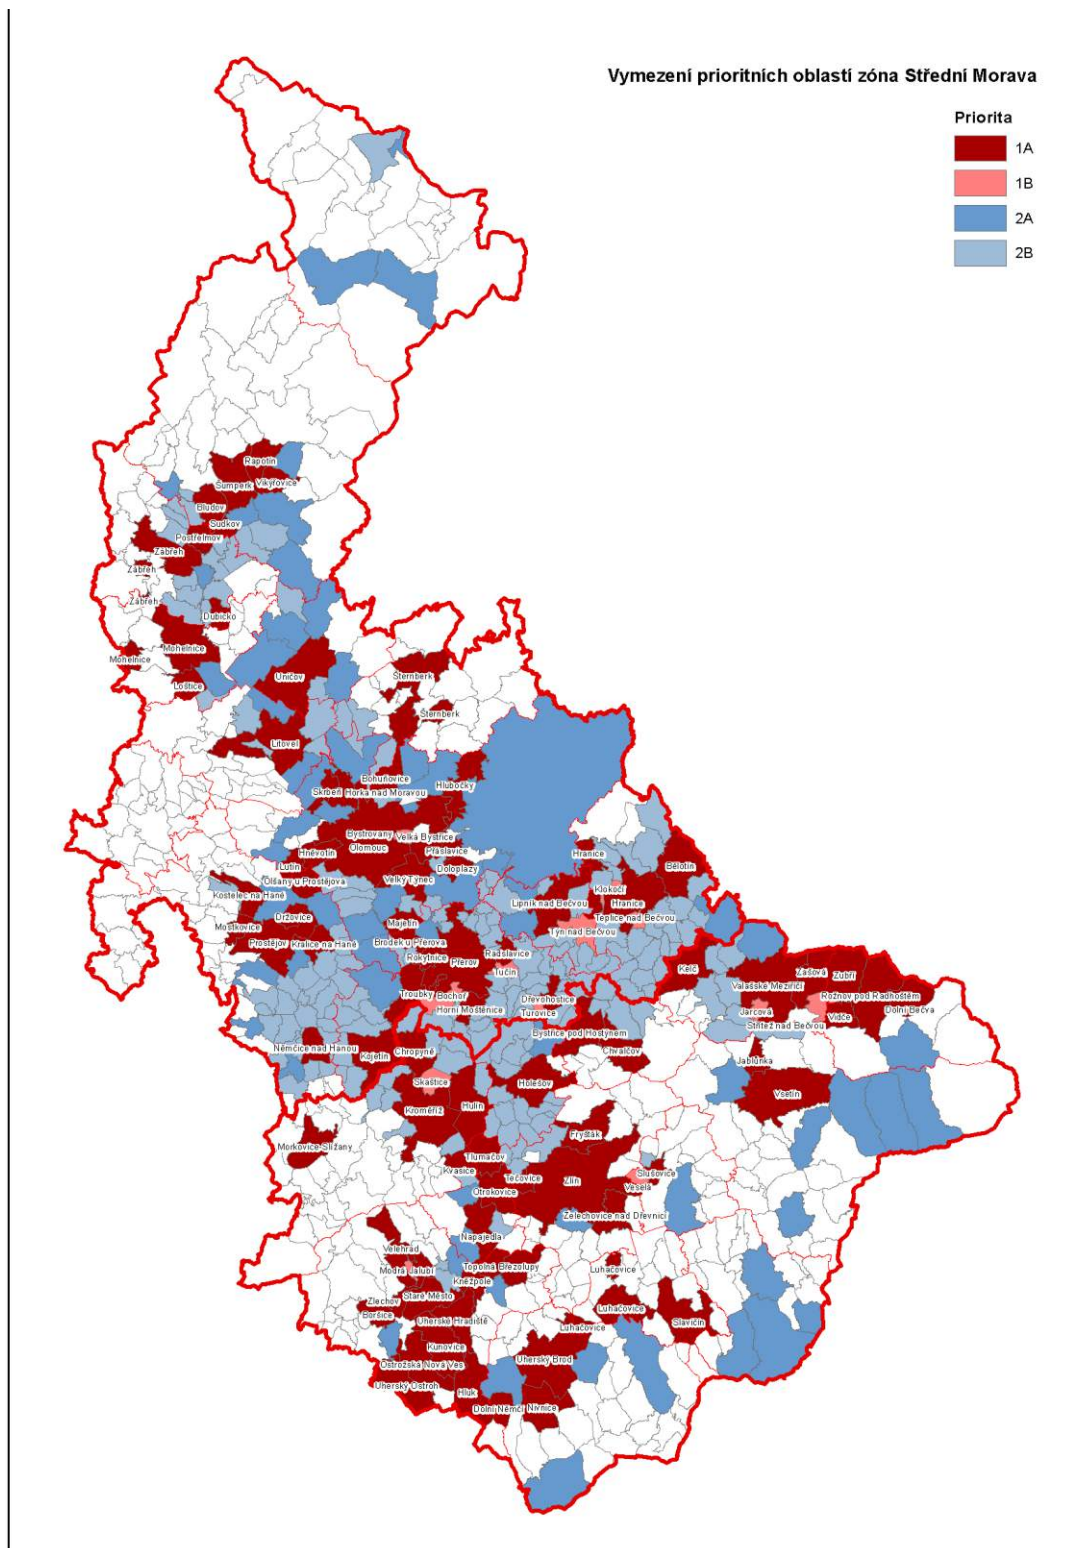 Vymezení prioritních oblastí zóna Střední Morava
Priorita
1A
1B
2A
2B
Rapotín
Šumperk
Vikýřovice
Bludov
Sudkov
Postřelmov
Zábřeh
Zábřeh
Zábřeh
Dubicko
Mohelnice
Mohelnice
Loštice
Uničov
Šternberk
Šternberk
Litovel
Bohuňovice
Hlubočky
Skrbeň
Horka nad Moravou
Bystrovany
Velká Bystřice
Olomouc
Hněvotín
Přáslavice
Hranice
Bělotín
Lutín
Doloplazy
Olšany u Prostějova
Velký Týnec
Klokočí
Kostelec na Hané
Lipník nad Bečvou
Hranice
Držovice
Majetín
Teplice nad Bečvou
Mostkovice
Týn nad Bečvou
Prostějov
Kralice na Hané
Brodek u Přerova
Rokytnice
Přerov
Radslavice
Tučín
Kelč
Zašová
Zubří
Valašské Meziříčí
Troubky
Bochoř
Dřevohostice
Rožnov pod Radhoštěm
Horní Moštěnice
Turovice
Jarcová
Vidče
Dolní Bečva
Střítež nad Bečvou
Bystřice pod Hostýnem
Němčice nad Hanou
Kojetín
Chropyně
Chvalčov
Jablůnka
Skaštice
Holešov
Vsetín
Hulín
Kroměříž
Fryšták
Morkovice-Slížany
Tlumačov
Kvasice
Těčovice
Zlín
Slušovice
Otrokovice
Veselá
Želechovice nad Dřevnicí
Napajedla
Velehrad
Topolná
Březolupy
Luhačovice
Modrá
Jalubí
Kněžpole
Staré Město
Zlechov
Luhačovice
Boršice
Uherské Hradiště
Luhačovice
Slavičín
Kunovice
Uherský Brod
Ostrožská Nová Ves
Uherský Ostroh
Hluk
Dolní Němčí
Nivnice